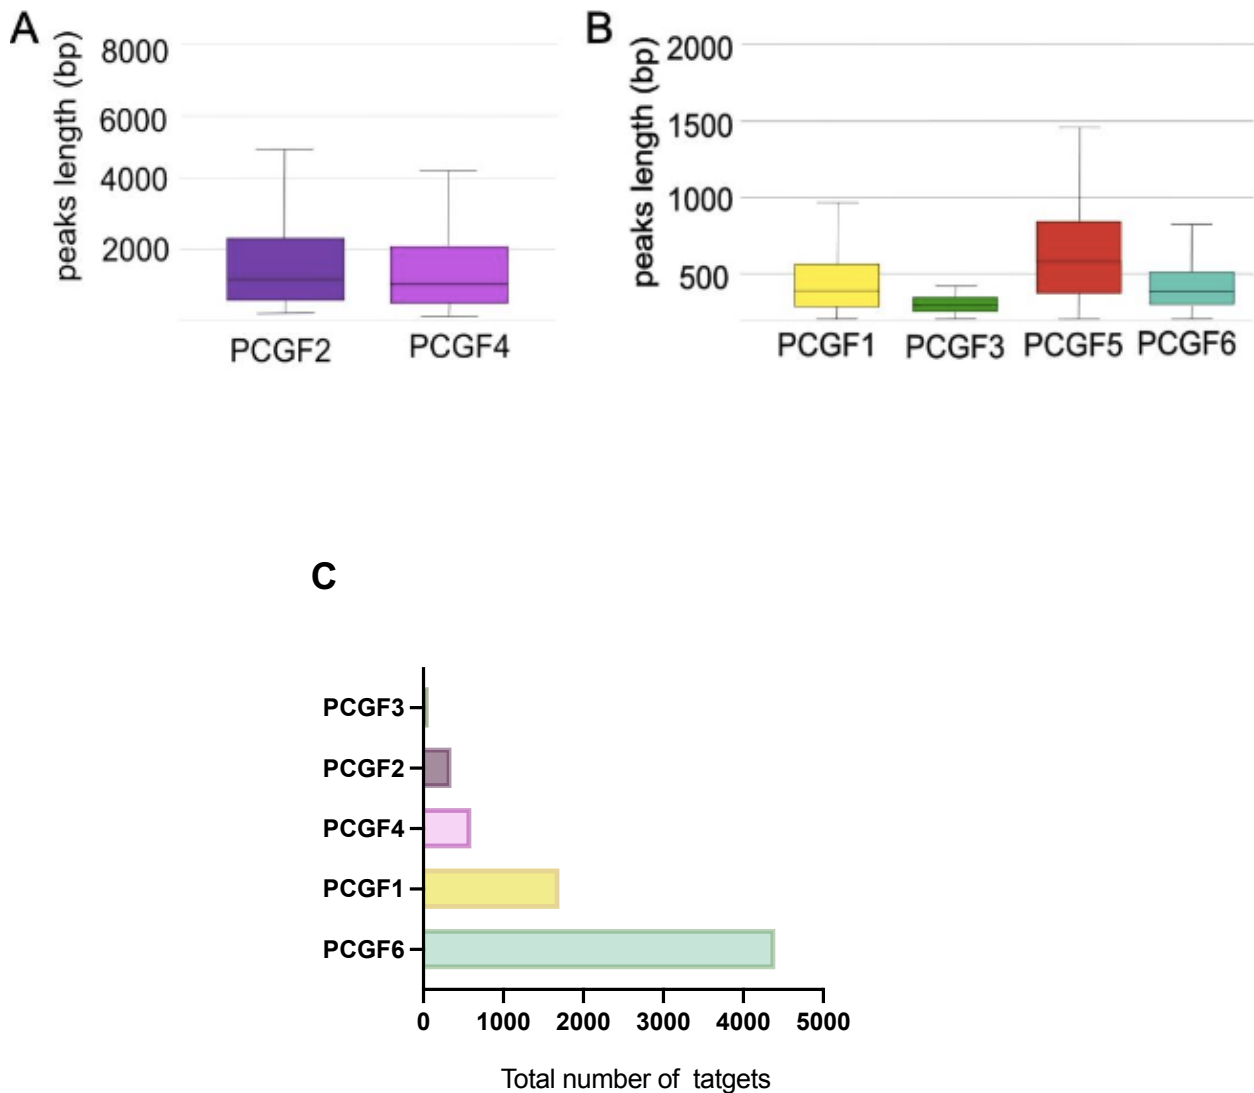 A
peaks length (bp)
8000
6000
4000
2000
PCGF2 PCGF4
B
peaks length (bp)
2000
1500
1000
500
PCGF1 PCGF3 PCGF5 PCGF6
C
PCGF3
PCGF2
PCGF4
PCGF1
PCGF6
0 1000 2000 3000 4000 5000
Total number of tatgets